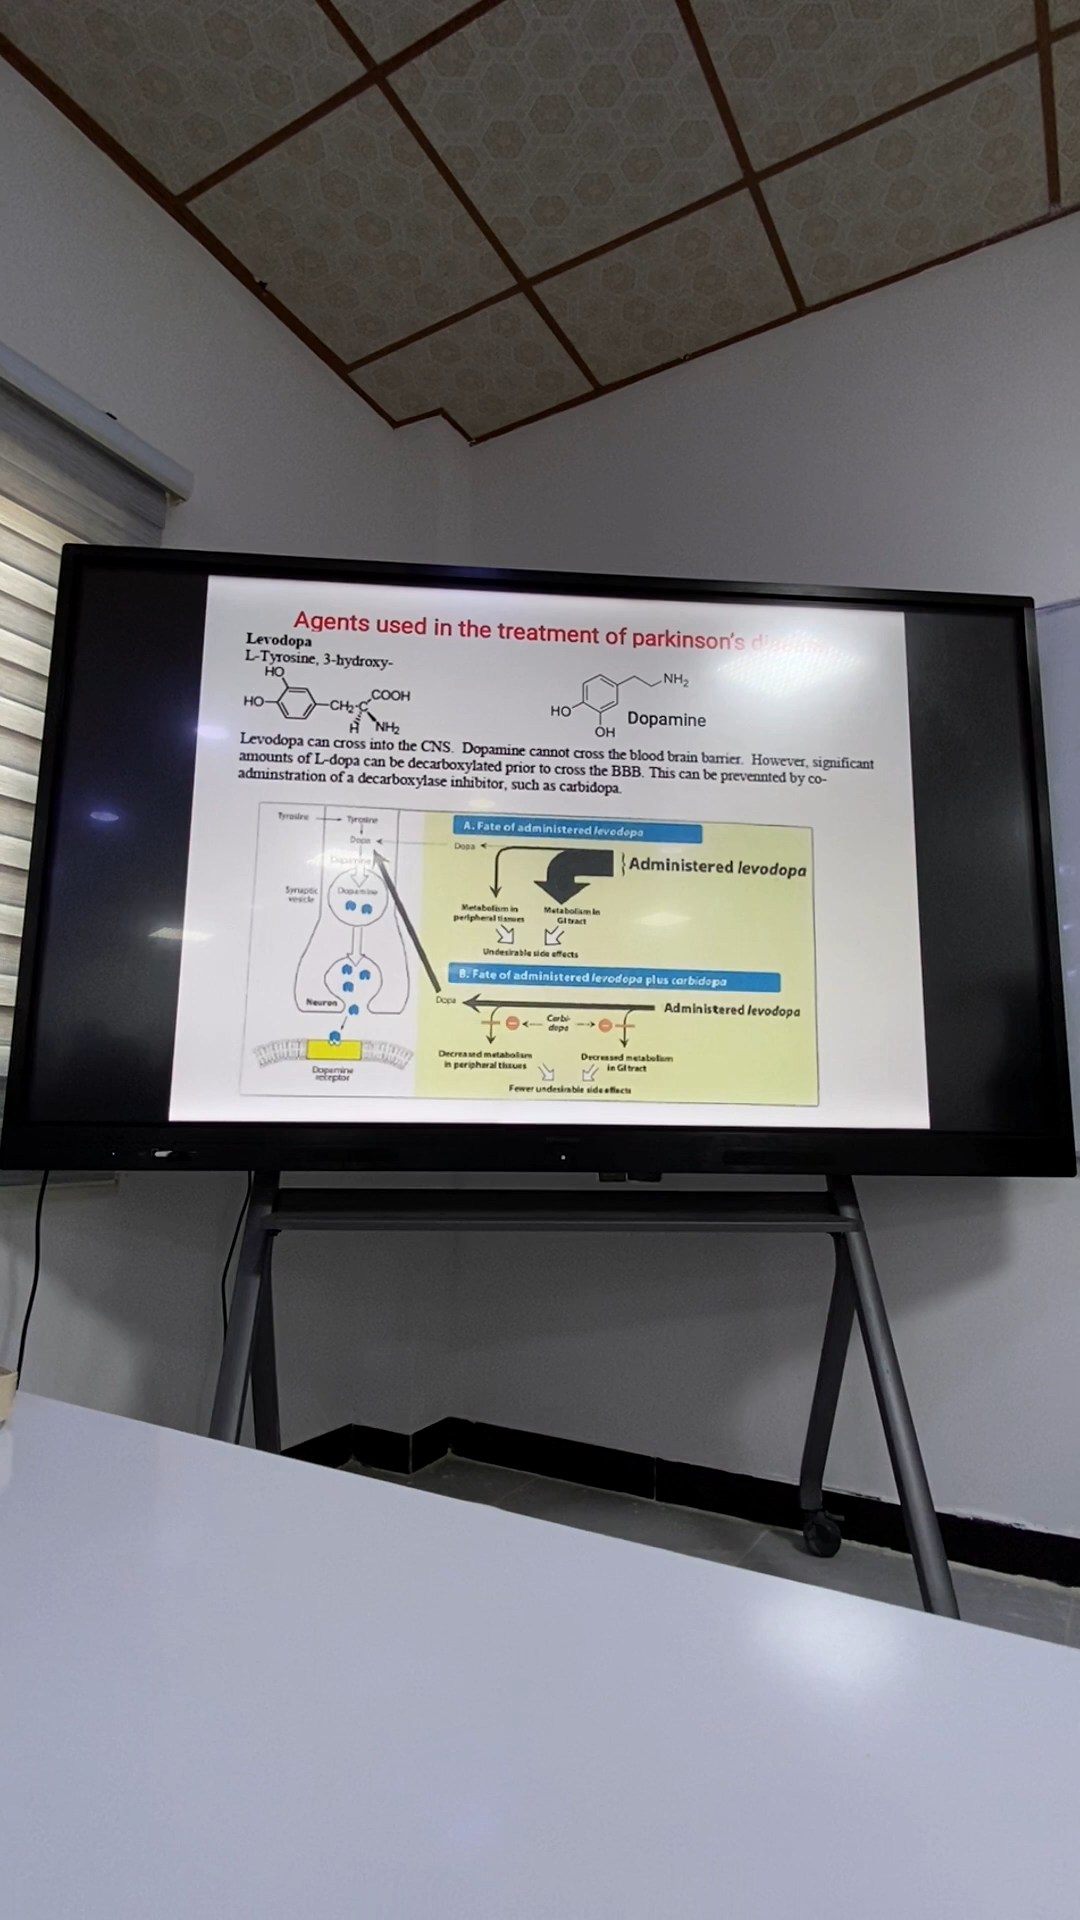 Agents used in the treatment of parkinson's disease
Levodopa
L-Tyrosine, 3-hydroxy-
HO
HO
CH₂
C
COOH
H
NH₂
NH₂
HO
OH
Dopamine
Levodopa can cross into the CNS. Dopamine cannot cross the blood brain barrier. However, significant
amounts of L-dopa can be decarboxylated prior to cross the BBB. This can be prevennted by co-
adminstration of a decarboxylase inhibitor, such as carbidopa.
Tyrosine
Tyrosine
Dopa
Dopamine
Synaptic
vesicle
Dopamine
Neuron
Dopamine
receptor
A. Fate of administered levodopa
Dopa
Administered levodopa
Metabolism in
peripheral tissues
Metabolism in
GI tract
Undesirable side effects
B. Fate of administered levodopa plus carbidopa
Dopa
Administered levodopa
Carbi-
dopa
Decreased metabolism
in peripheral tissues
Decreased metabolism
in GI tract
Fewer undesirable side effects